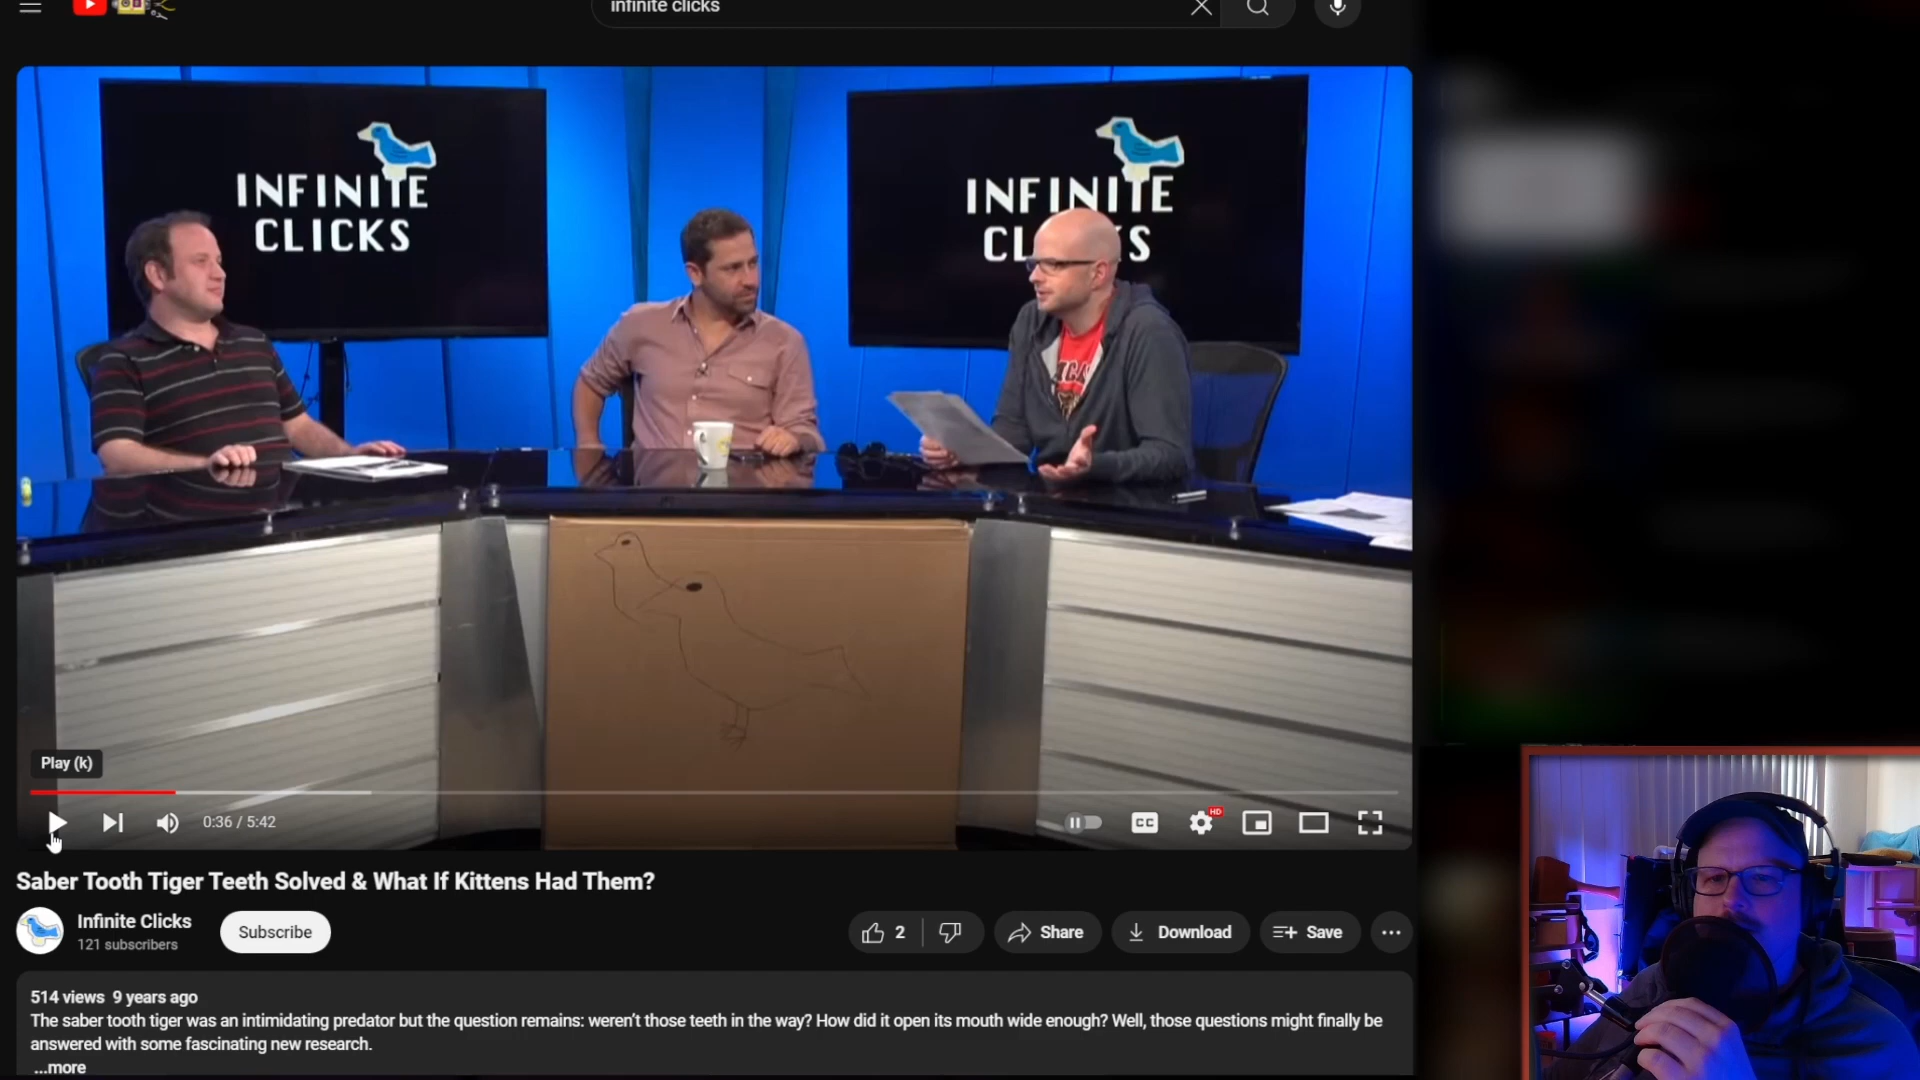 infinite clicks
INFINITE
CLICKS
INFINITE
CL S
Play (k)
0:36 / 5:42
CC
HD
Saber Tooth Tiger Teeth Solved & What If Kittens Had Them?
Infinite Clicks
121 subscribers
Subscribe
2
Share
Download
Save
514 views 9 years ago
The saber tooth tiger was an intimidating predator but the question remains: weren't those teeth in the way? How did it open its mouth wide enough? Well, those questions might finally be
answered with some fascinating new research.
...more